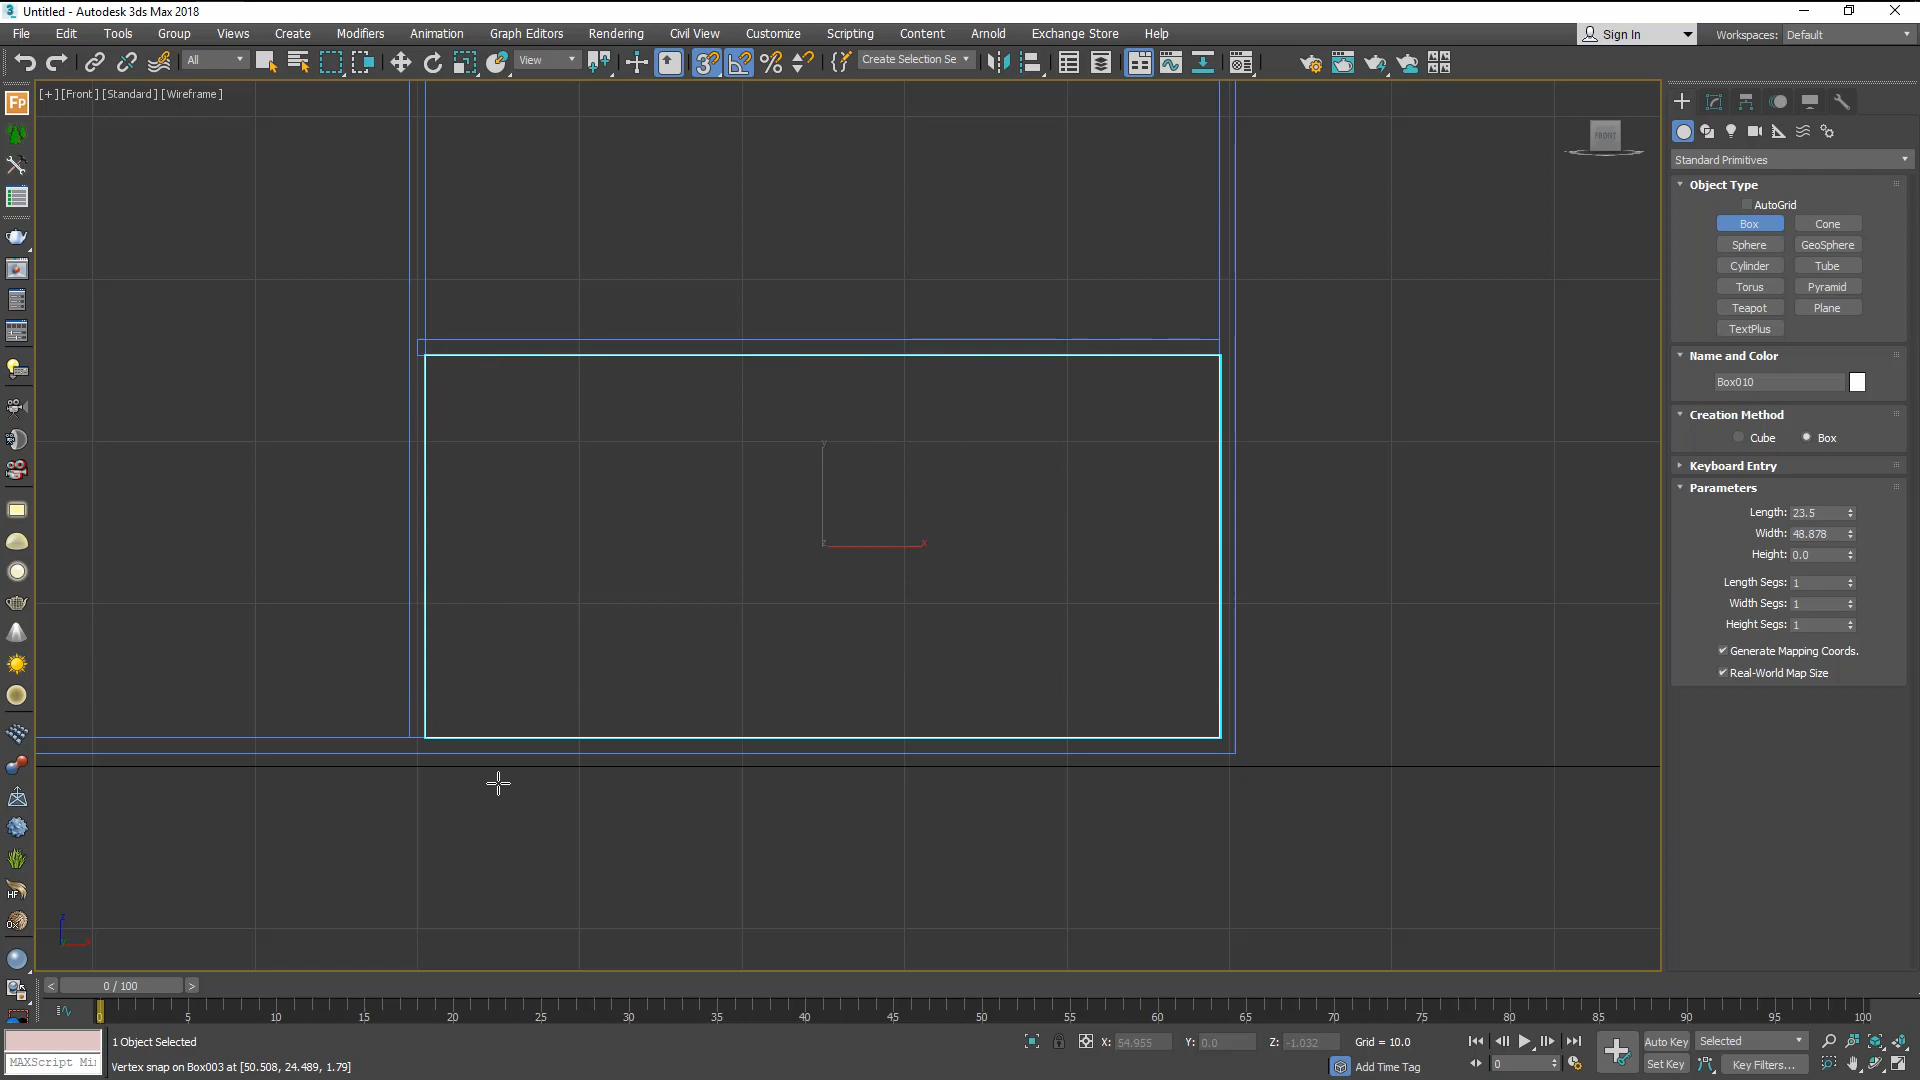 3 Untitled - Autodesk 3ds Max 2018
File Edit Tools Group Views Create Modifiers Animation Graph Editors Rendering Civil View Customize Scripting Content Arnold Exchange Store Help Sign In Workspaces: Default
All View Create Selection Se
[+] [Front] [Standard] [Wireframe]
FRONT
Standard Primitives
Object Type
AutoGrid
Box Cone
Sphere GeoSphere
Cylinder Tube
Torus Pyramid
Teapot Plane
TextPlus
Name and Color
Box010
Creation Method
Cube Box
Keyboard Entry
Parameters
Length: 23.5
Width: 48.878
Height: 0.0
Length Segs: 1
Width Segs: 1
Height Segs: 1
Generate Mapping Coords.
Real-World Map Size
y
z x
z
x
Fp
HF
OX
< 0 / 100 >
0 5 10 15 20 25 30 35 40 45 50 55 60 65 70 75 80 85 90 95 100
1 Object Selected X: 54.955 Y: 0.0 Z: -1.032 Grid = 10.0 Auto Key Selected
MAXScript Mi Vertex snap on Box003 at [50.508, 24.489, 1.79] Add Time Tag 0 Set Key Key Filters...